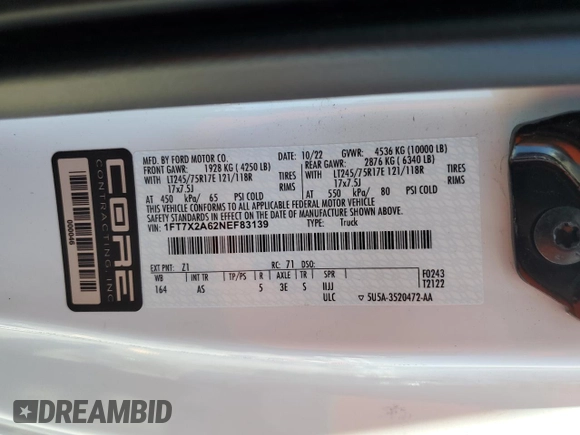 MFD. BY FORD MOTOR CO. 10/22 GVWR: 4536 KG (10000 LB)
FRONT GAWR: 1928 KG (4250 LB) REAR GAWR: 2876 KG (6340 LB)
WITH LT245/75R17E 121/118R TIRES WITH LT245/75R17E 121/118R TIRES
17x7.5J RIMS 17x7.5J RIMS
AT 450 kPa/ 65 PSI COLD AT 550 kPa/ 80 PSI COLD
THIS VEHICLE CONFORMS TO ALL APPLICABLE FEDERAL MOTOR VEHICLE
SAFETY STANDARDS IN EFFECT ON THE DATE OF MANUFACTURE SHOWN ABOVE.
VIN: 1FT7X2A62NEF83139 TYPE: Truck
EXT PNT: Z1 RC: 71 DSO: F0243
WB INT TR TP/PS R AXLE TR SPR T2122
164 AS 5 3E S IIJJ
ULC ▽ 5U5A-3520472-AA
CORE
CONTRACTING, INC
000046
DREAMBID